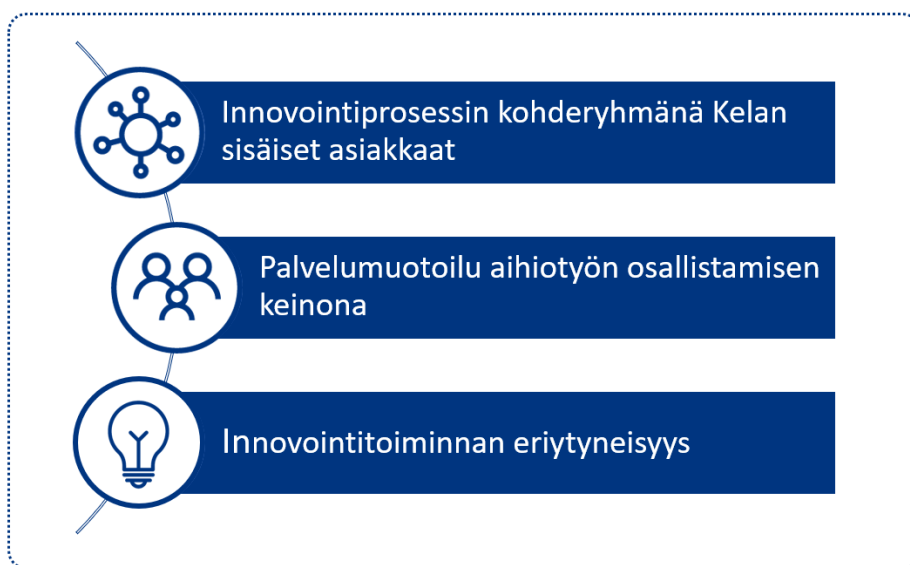 Innovointiprosessin kohderyhmänä Kelan
sisäiset asiakkaat
Palvelumuotoilu aihiotyön osallistamisen
keinona
Innovointitoiminnan eriytyneisyys